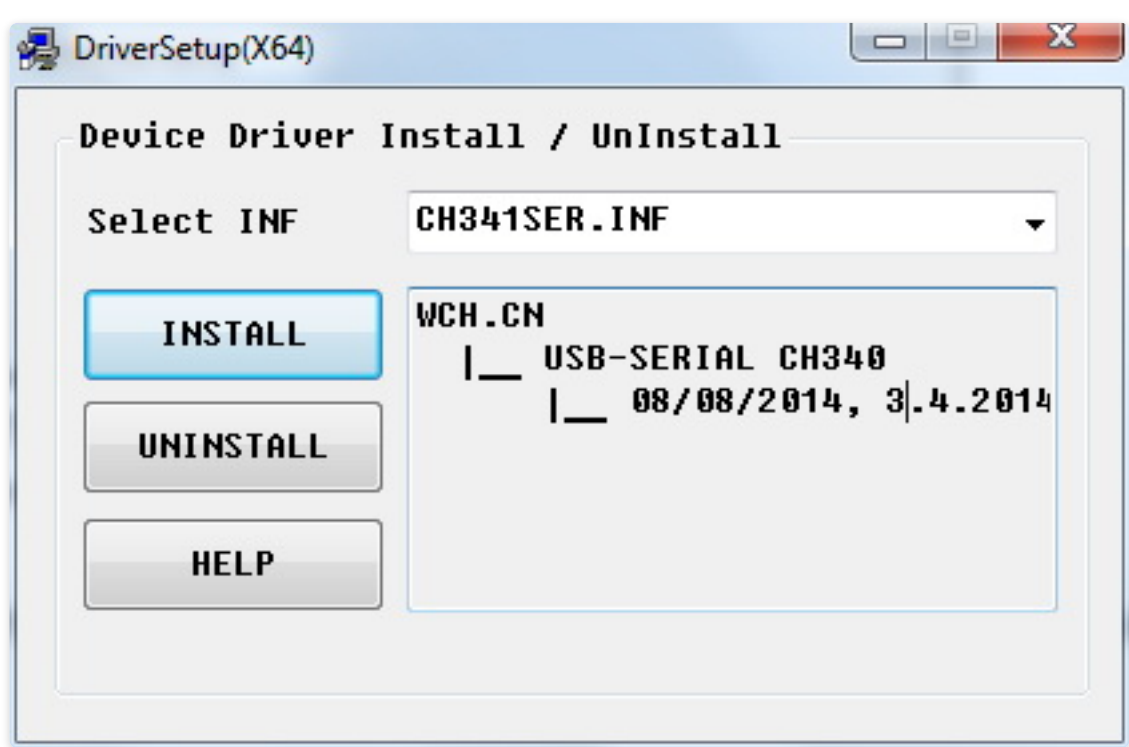 DriverSetup(X64)
Device Driver Install / UnInstall
Select INF
CH341SER.INF
INSTALL
WCH.CN
|__ USB-SERIAL CH340
|__ 08/08/2014, 3.4.2014
UNINSTALL
HELP